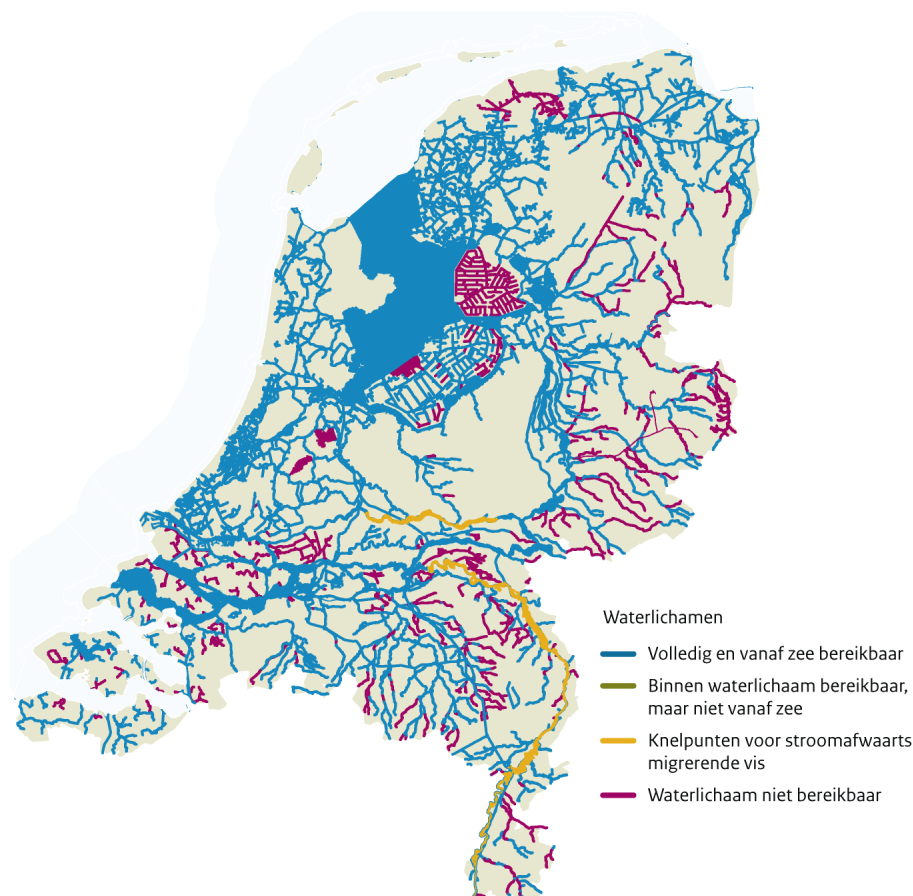 Waterlichamen
Volledig en vanaf zee bereikbaar
Binnen waterlichaam bereikbaar,
maar niet vanaf zee
Knelpunten voor stroomafwaarts
migrerende vis
Waterlichaam niet bereikbaar